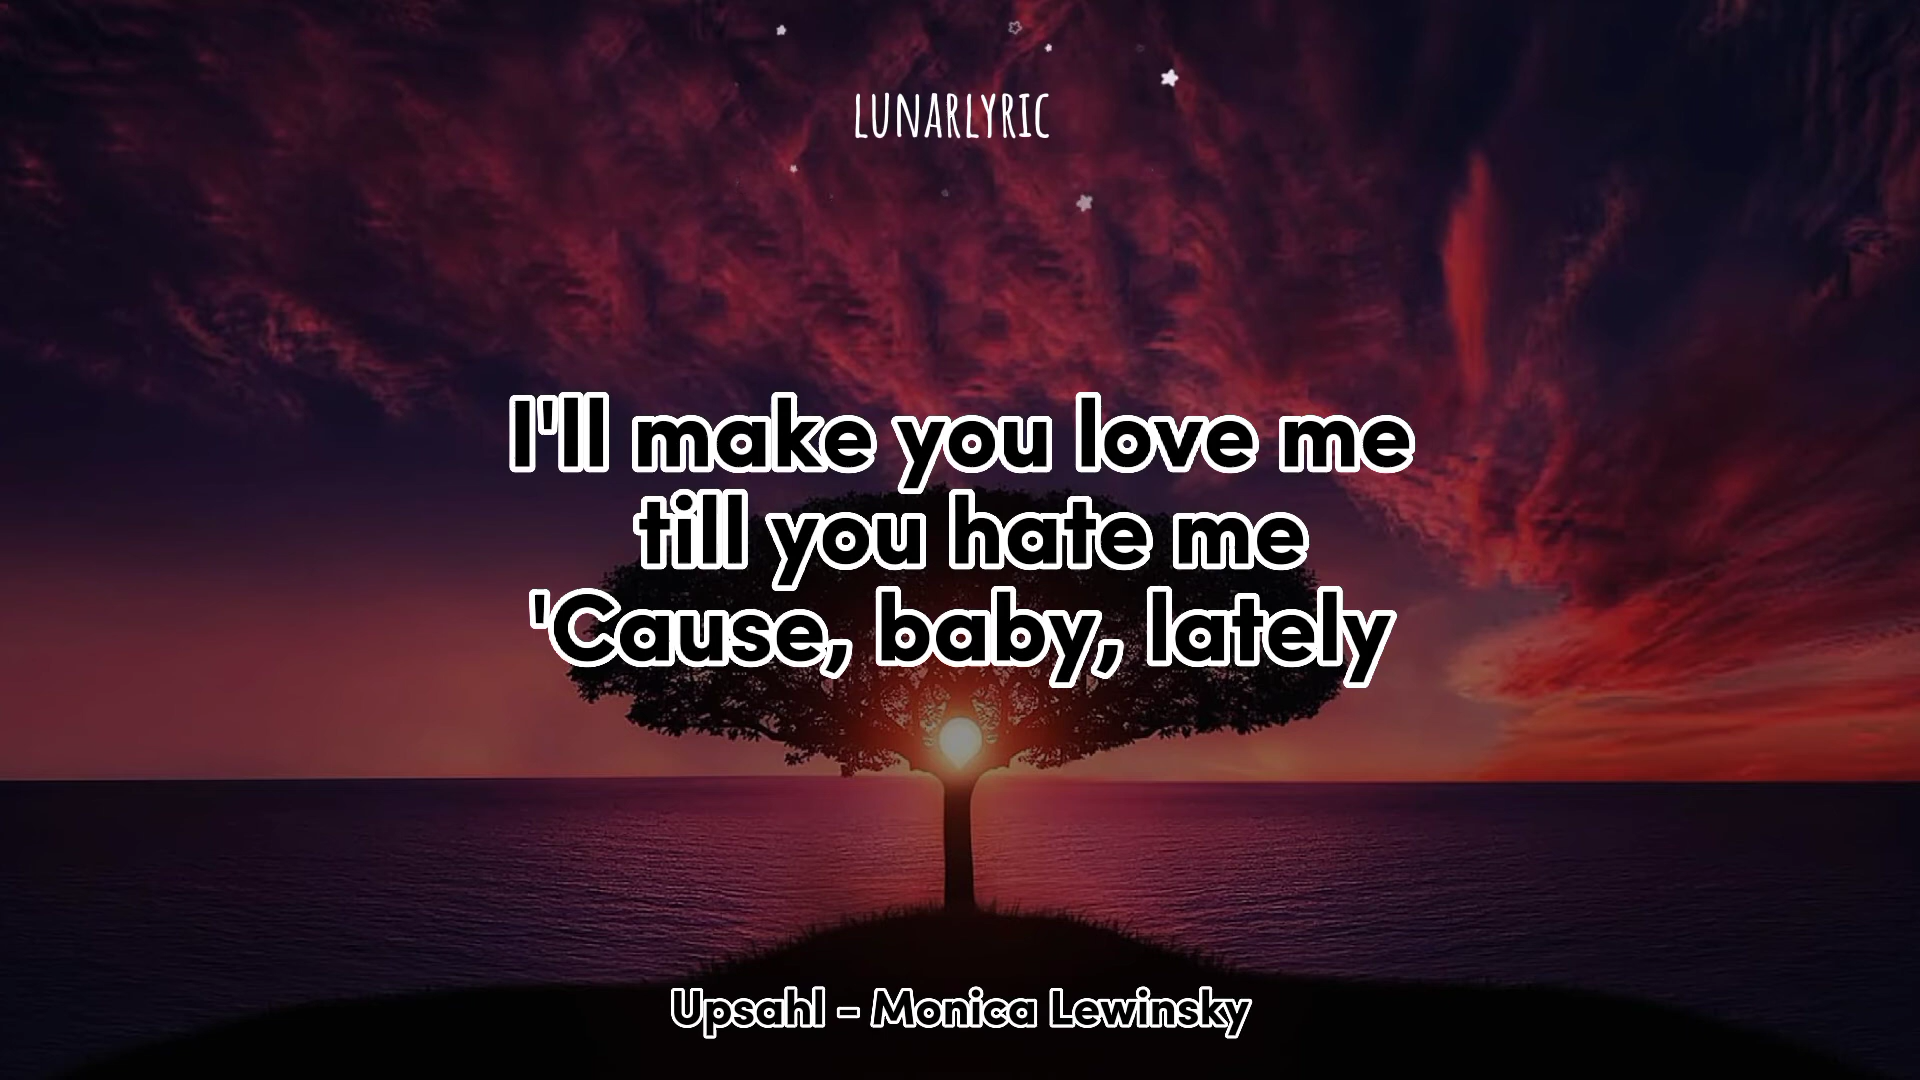 LUNARLYRIC
I'll make you love me
till you hate me
'Cause, baby, lately
Upsahl - Monica Lewinsky